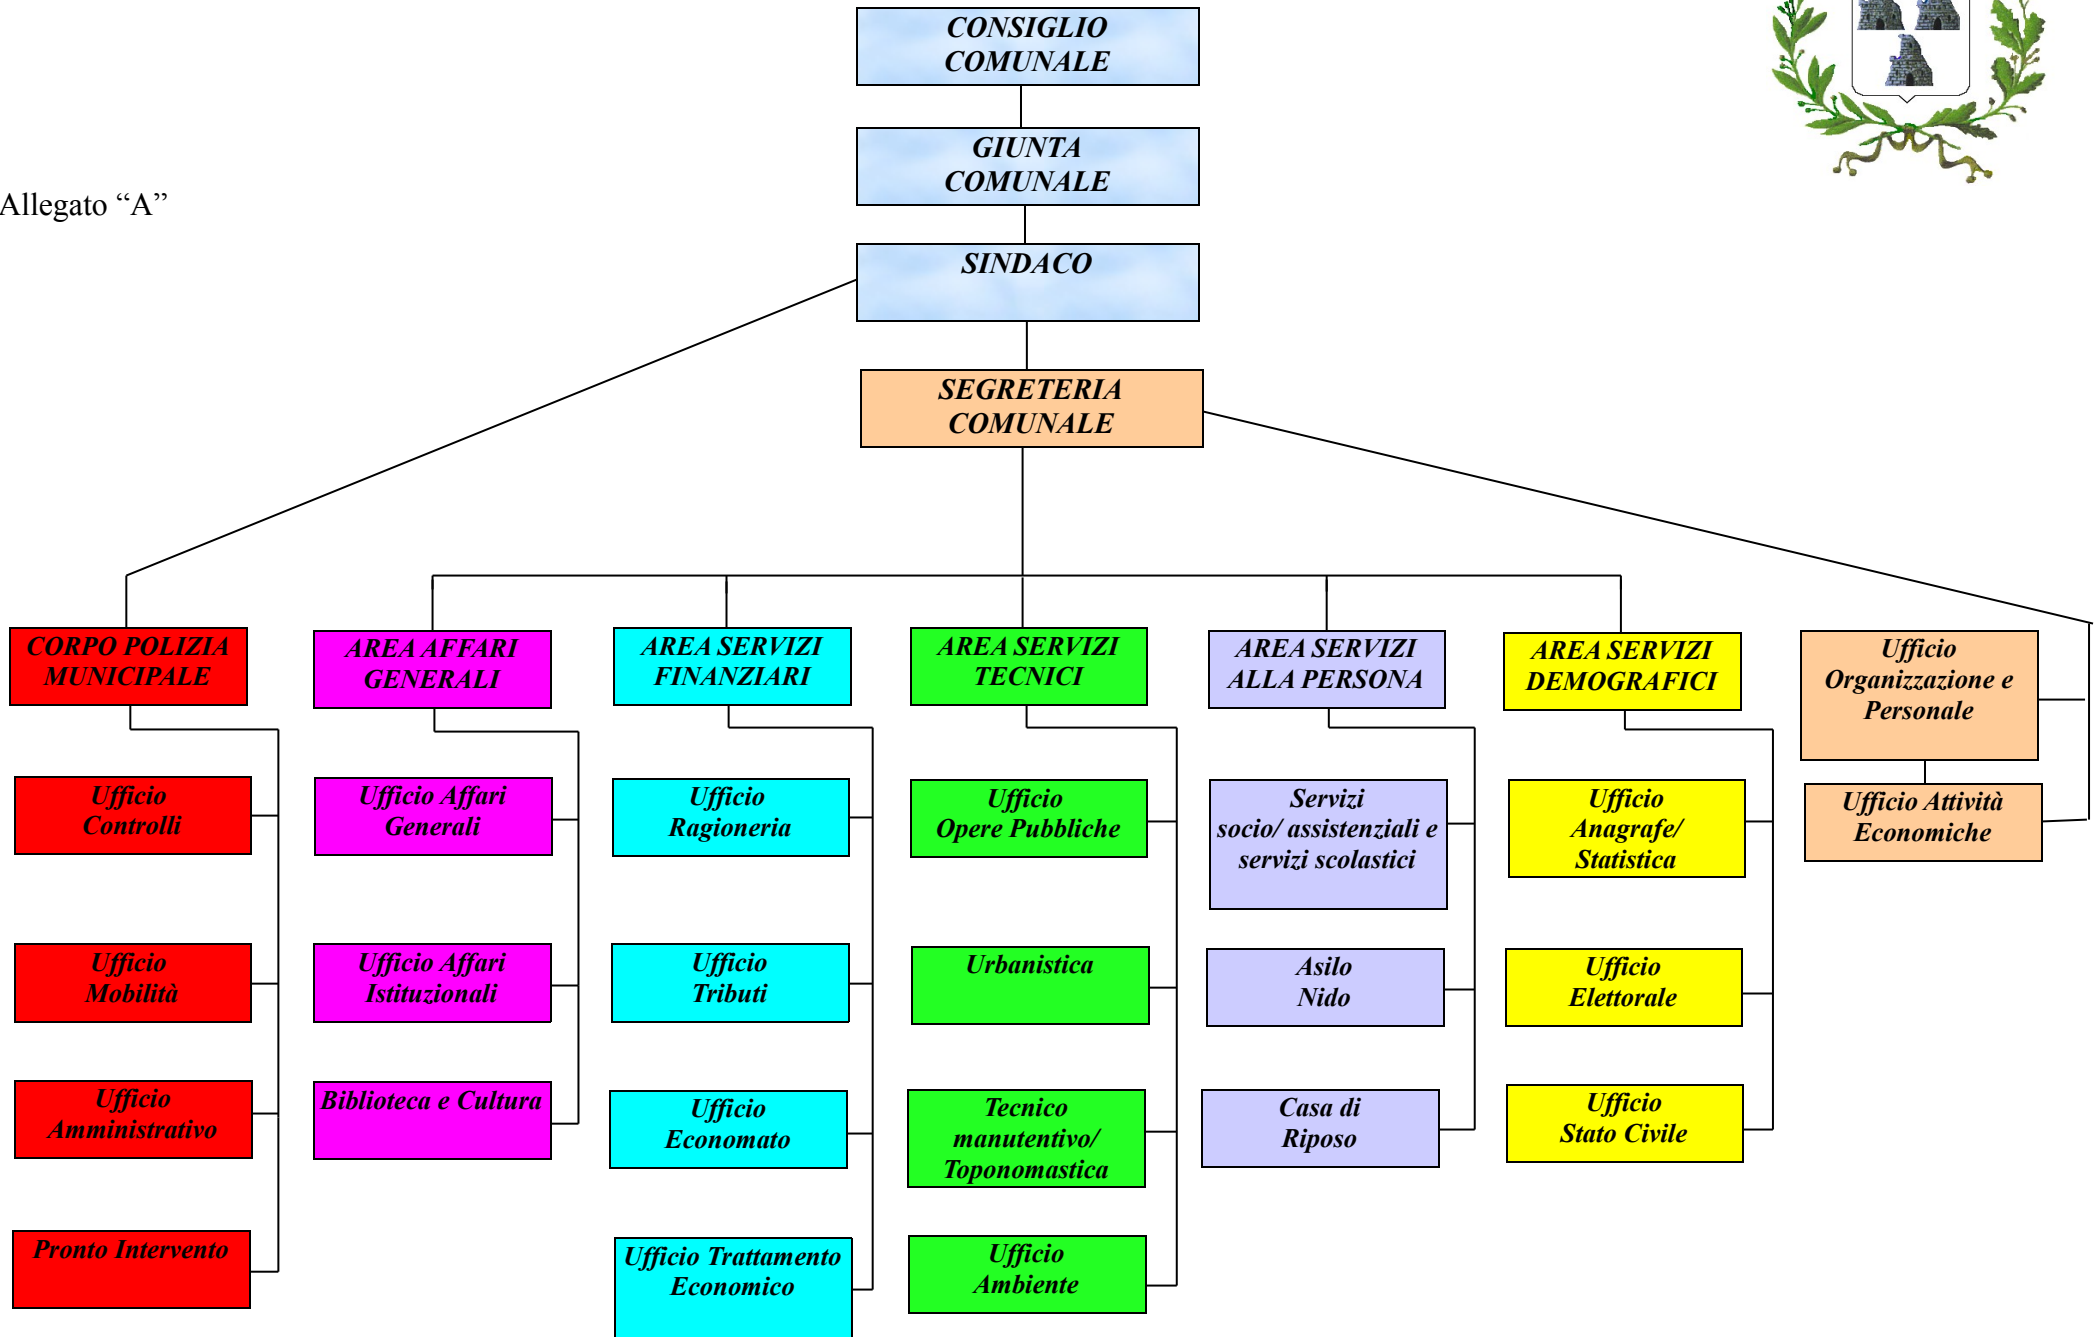 CONSIGLIO
COMUNALE
GIUNTA
COMUNALE
Allegato “A”
SINDACO
SEGRETERIA
COMUNALE
CORPO POLIZIA
MUNICIPALE
AREA AFFARI
GENERALI
AREA SERVIZI
FINANZIARI
AREA SERVIZI
TECNICI
AREA SERVIZI
ALLA PERSONA
AREA SERVIZI
DEMOGRAFICI
Ufficio
Organizzazione e
Personale
Ufficio
Controlli
Ufficio Affari
Generali
Ufficio
Ragioneria
Ufficio
Opere Pubbliche
Servizi
socio/ assistenziali e
servizi scolastici
Ufficio
Anagrafe/
Statistica
Ufficio Attività
Economiche
Ufficio
Mobilità
Ufficio Affari
Istituzionali
Ufficio
Tributi
Urbanistica
Asilo
Nido
Ufficio
Elettorale
Ufficio
Amministrativo
Biblioteca e Cultura
Ufficio
Economato
Tecnico
manutentivo/
Toponomastica
Casa di
Riposo
Ufficio
Stato Civile
Pronto Intervento
Ufficio Trattamento
Economico
Ufficio
Ambiente